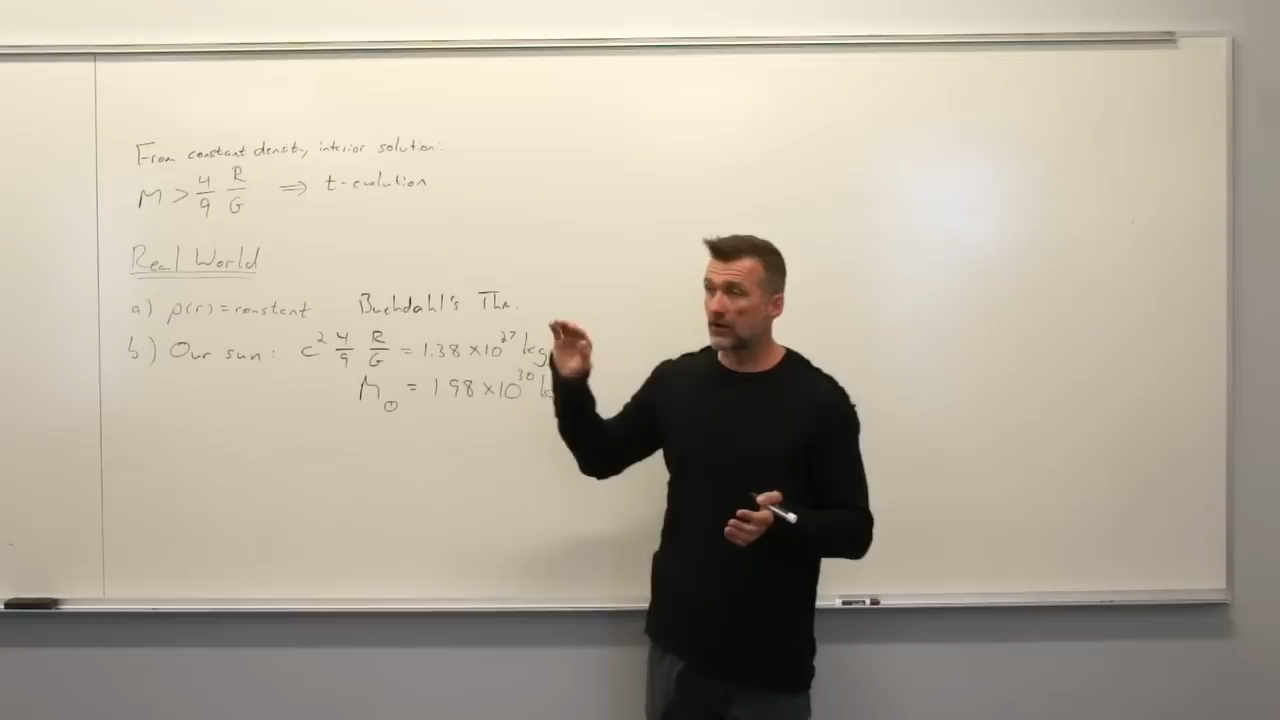 From constant density, interior solution:
M > 4/9 R/G ⟹ t-evolution
Real World
a) ρ(r) = constant Buchdahl's Thm.
b) Our sun: c² 4/9 R/G = 1.38 × 10²⁷ kg
M☉ = 1.98 × 10³⁰